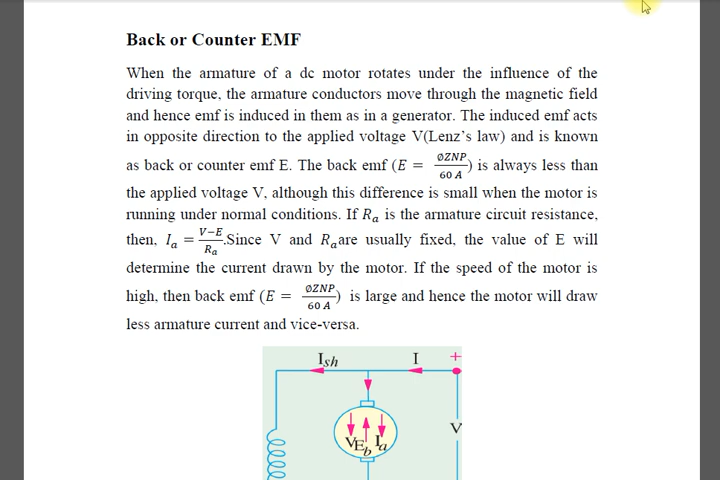 Back or Counter EMF
When the armature of a dc motor rotates under the influence of the
driving torque, the armature conductors move through the magnetic field
and hence emf is induced in them as in a generator. The induced emf acts
in opposite direction to the applied voltage V(Lenz's law) and is known
as back or counter emf E. The back emf (E = ØZNP/60 A) is always less than
the applied voltage V, although this difference is small when the motor is
running under normal conditions. If Ra is the armature circuit resistance,
then, Ia = V−E/Ra.Since V and Ra are usually fixed, the value of E will
determine the current drawn by the motor. If the speed of the motor is
high, then back emf (E = ØZNP/60 A) is large and hence the motor will draw
less armature current and vice-versa.
Ish I +
V
V Eb Ia